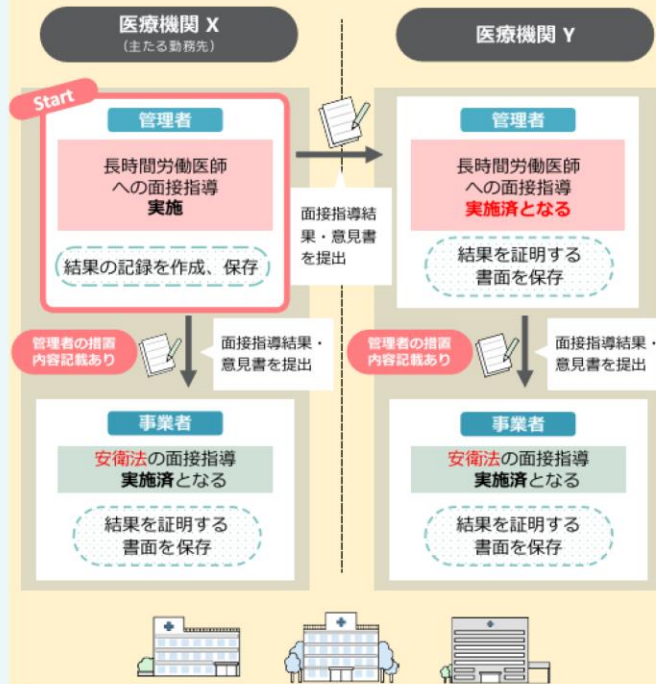 医療機関 X
（主たる勤務先）
医療機関 Y
Start
管理者
長時間労働医師
への面接指導
実施
結果の記録を作成、保存
面接指導結
果・意見書
を提出
管理者
長時間労働医師
への面接指導
実施済となる
結果を証明する
書面を保存
管理者の措置
内容記載あり
面接指導結果・
意見書を提出
管理者の措置
内容記載あり
面接指導結果・
意見書を提出
事業者
安衛法の面接指導
実施済となる
結果を証明する
書面を保存
事業者
安衛法の面接指導
実施済となる
結果を証明する
書面を保存